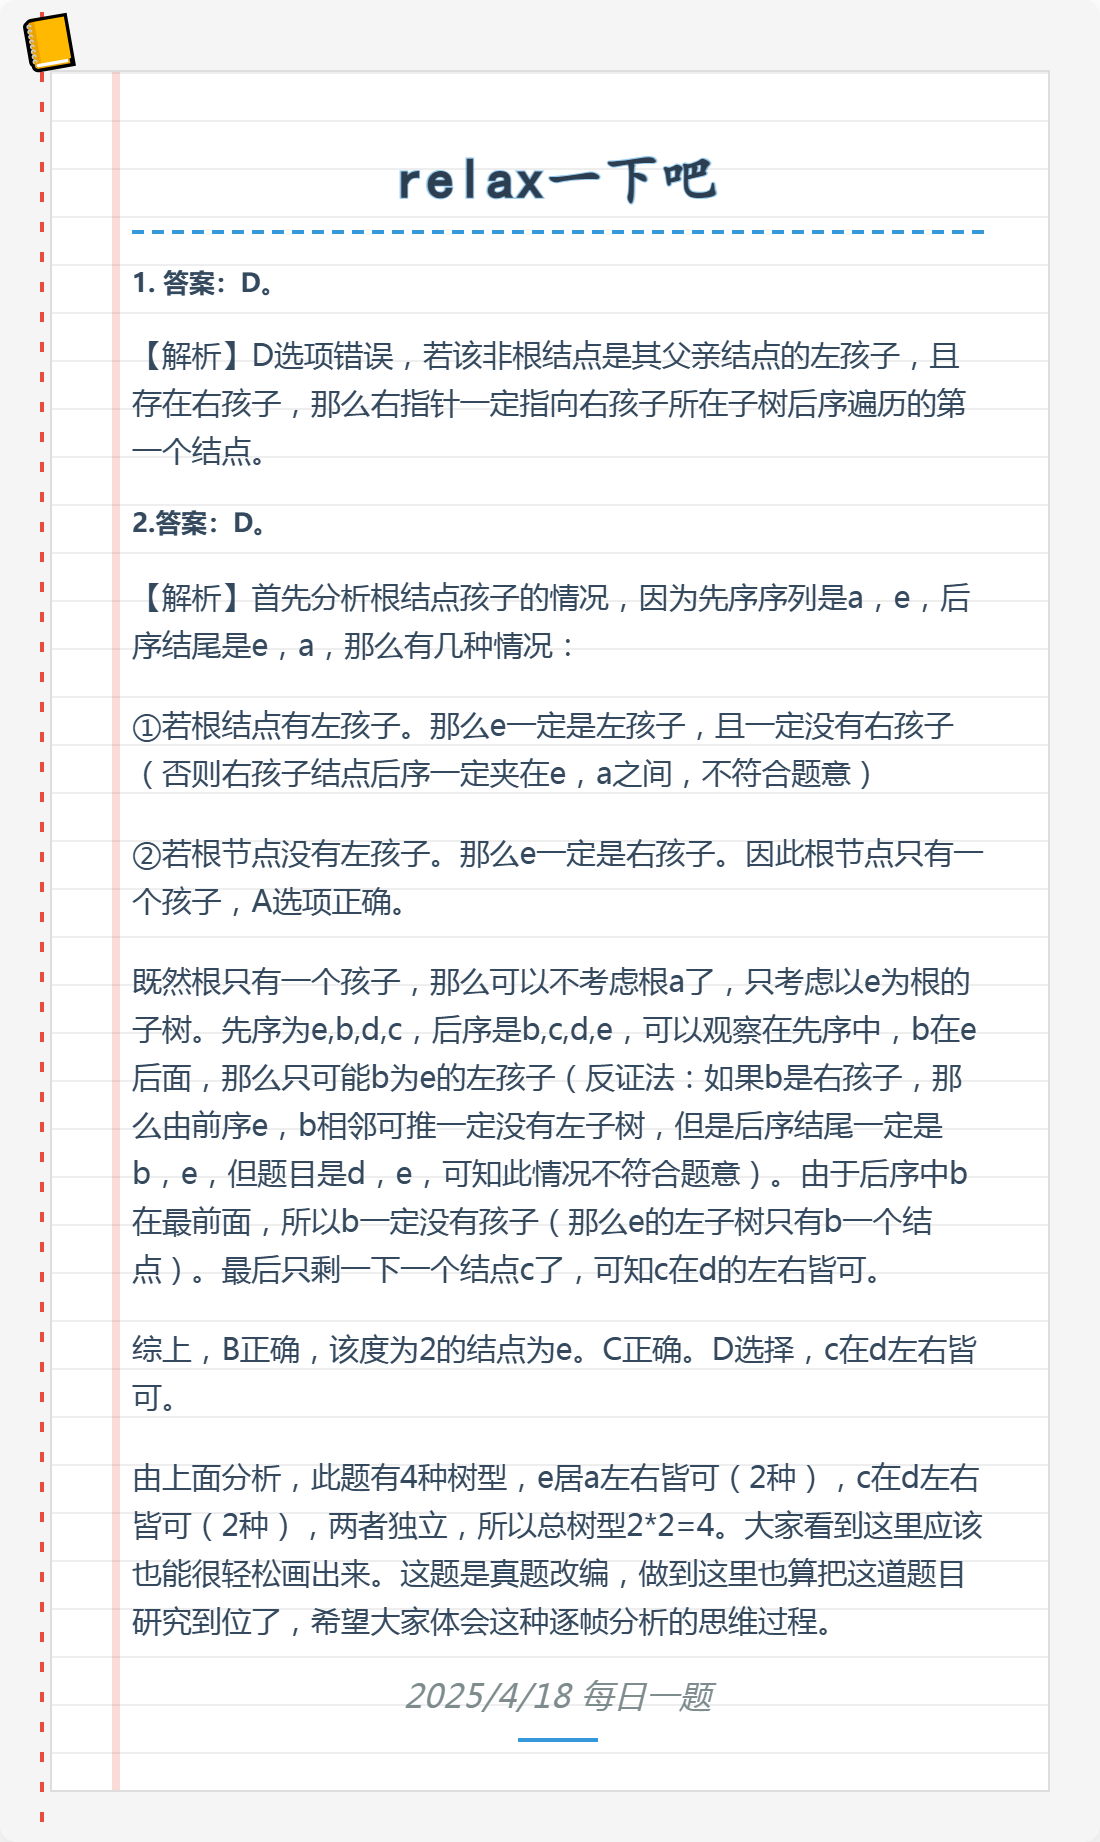 relax一下吧
1. 答案：D。
【解析】D选项错误，若该非根结点是其父亲结点的左孩子，且
存在右孩子，那么右指针一定指向右孩子所在子树后序遍历的第
一个结点。
2.答案：D。
【解析】首先分析根结点孩子的情况，因为先序序列是a，e，后
序结尾是e，a，那么有几种情况：
①若根结点有左孩子。那么e一定是左孩子，且一定没有右孩子
（否则右孩子结点后序一定夹在e，a之间，不符合题意）
②若根节点没有左孩子。那么e一定是右孩子。因此根节点只有一
个孩子，A选项正确。
既然根只有一个孩子，那么可以不考虑根a了，只考虑以e为根的
子树。先序为e,b,d,c，后序是b,c,d,e，可以观察在先序中，b在e
后面，那么只可能b为e的左孩子（反证法：如果b是右孩子，那
么由前序e，b相邻可推一定没有左子树，但是后序结尾一定是
b，e，但题目是d，e，可知此情况不符合题意）。由于后序中b
在最前面，所以b一定没有孩子（那么e的左子树只有b一个结
点）。最后只剩一下一个结点c了，可知c在d的左右皆可。
综上，B正确，该度为2的结点为e。C正确。D选择，c在d左右皆
可。
由上面分析，此题有4种树型，e居a左右皆可（2种），c在d左右
皆可（2种），两者独立，所以总树型2*2=4。大家看到这里应该
也能很轻松画出来。这题是真题改编，做到这里也算把这道题目
研究到位了，希望大家体会这种逐帧分析的思维过程。
2025/4/18 每日一题